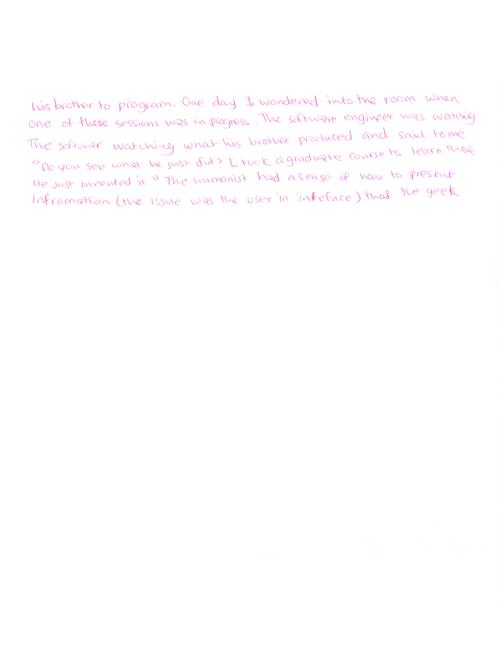 his brother to program. One day I wondered into the room when
one of these sessions was in progress. The software engineer was watching
The software watching what his brother produced and said to me
"Do you see what he just did? I took a graduate course to learn that
He just invented it" The humanist had a sense of how to present
infromation (the issue was the user in inteface) that the geek